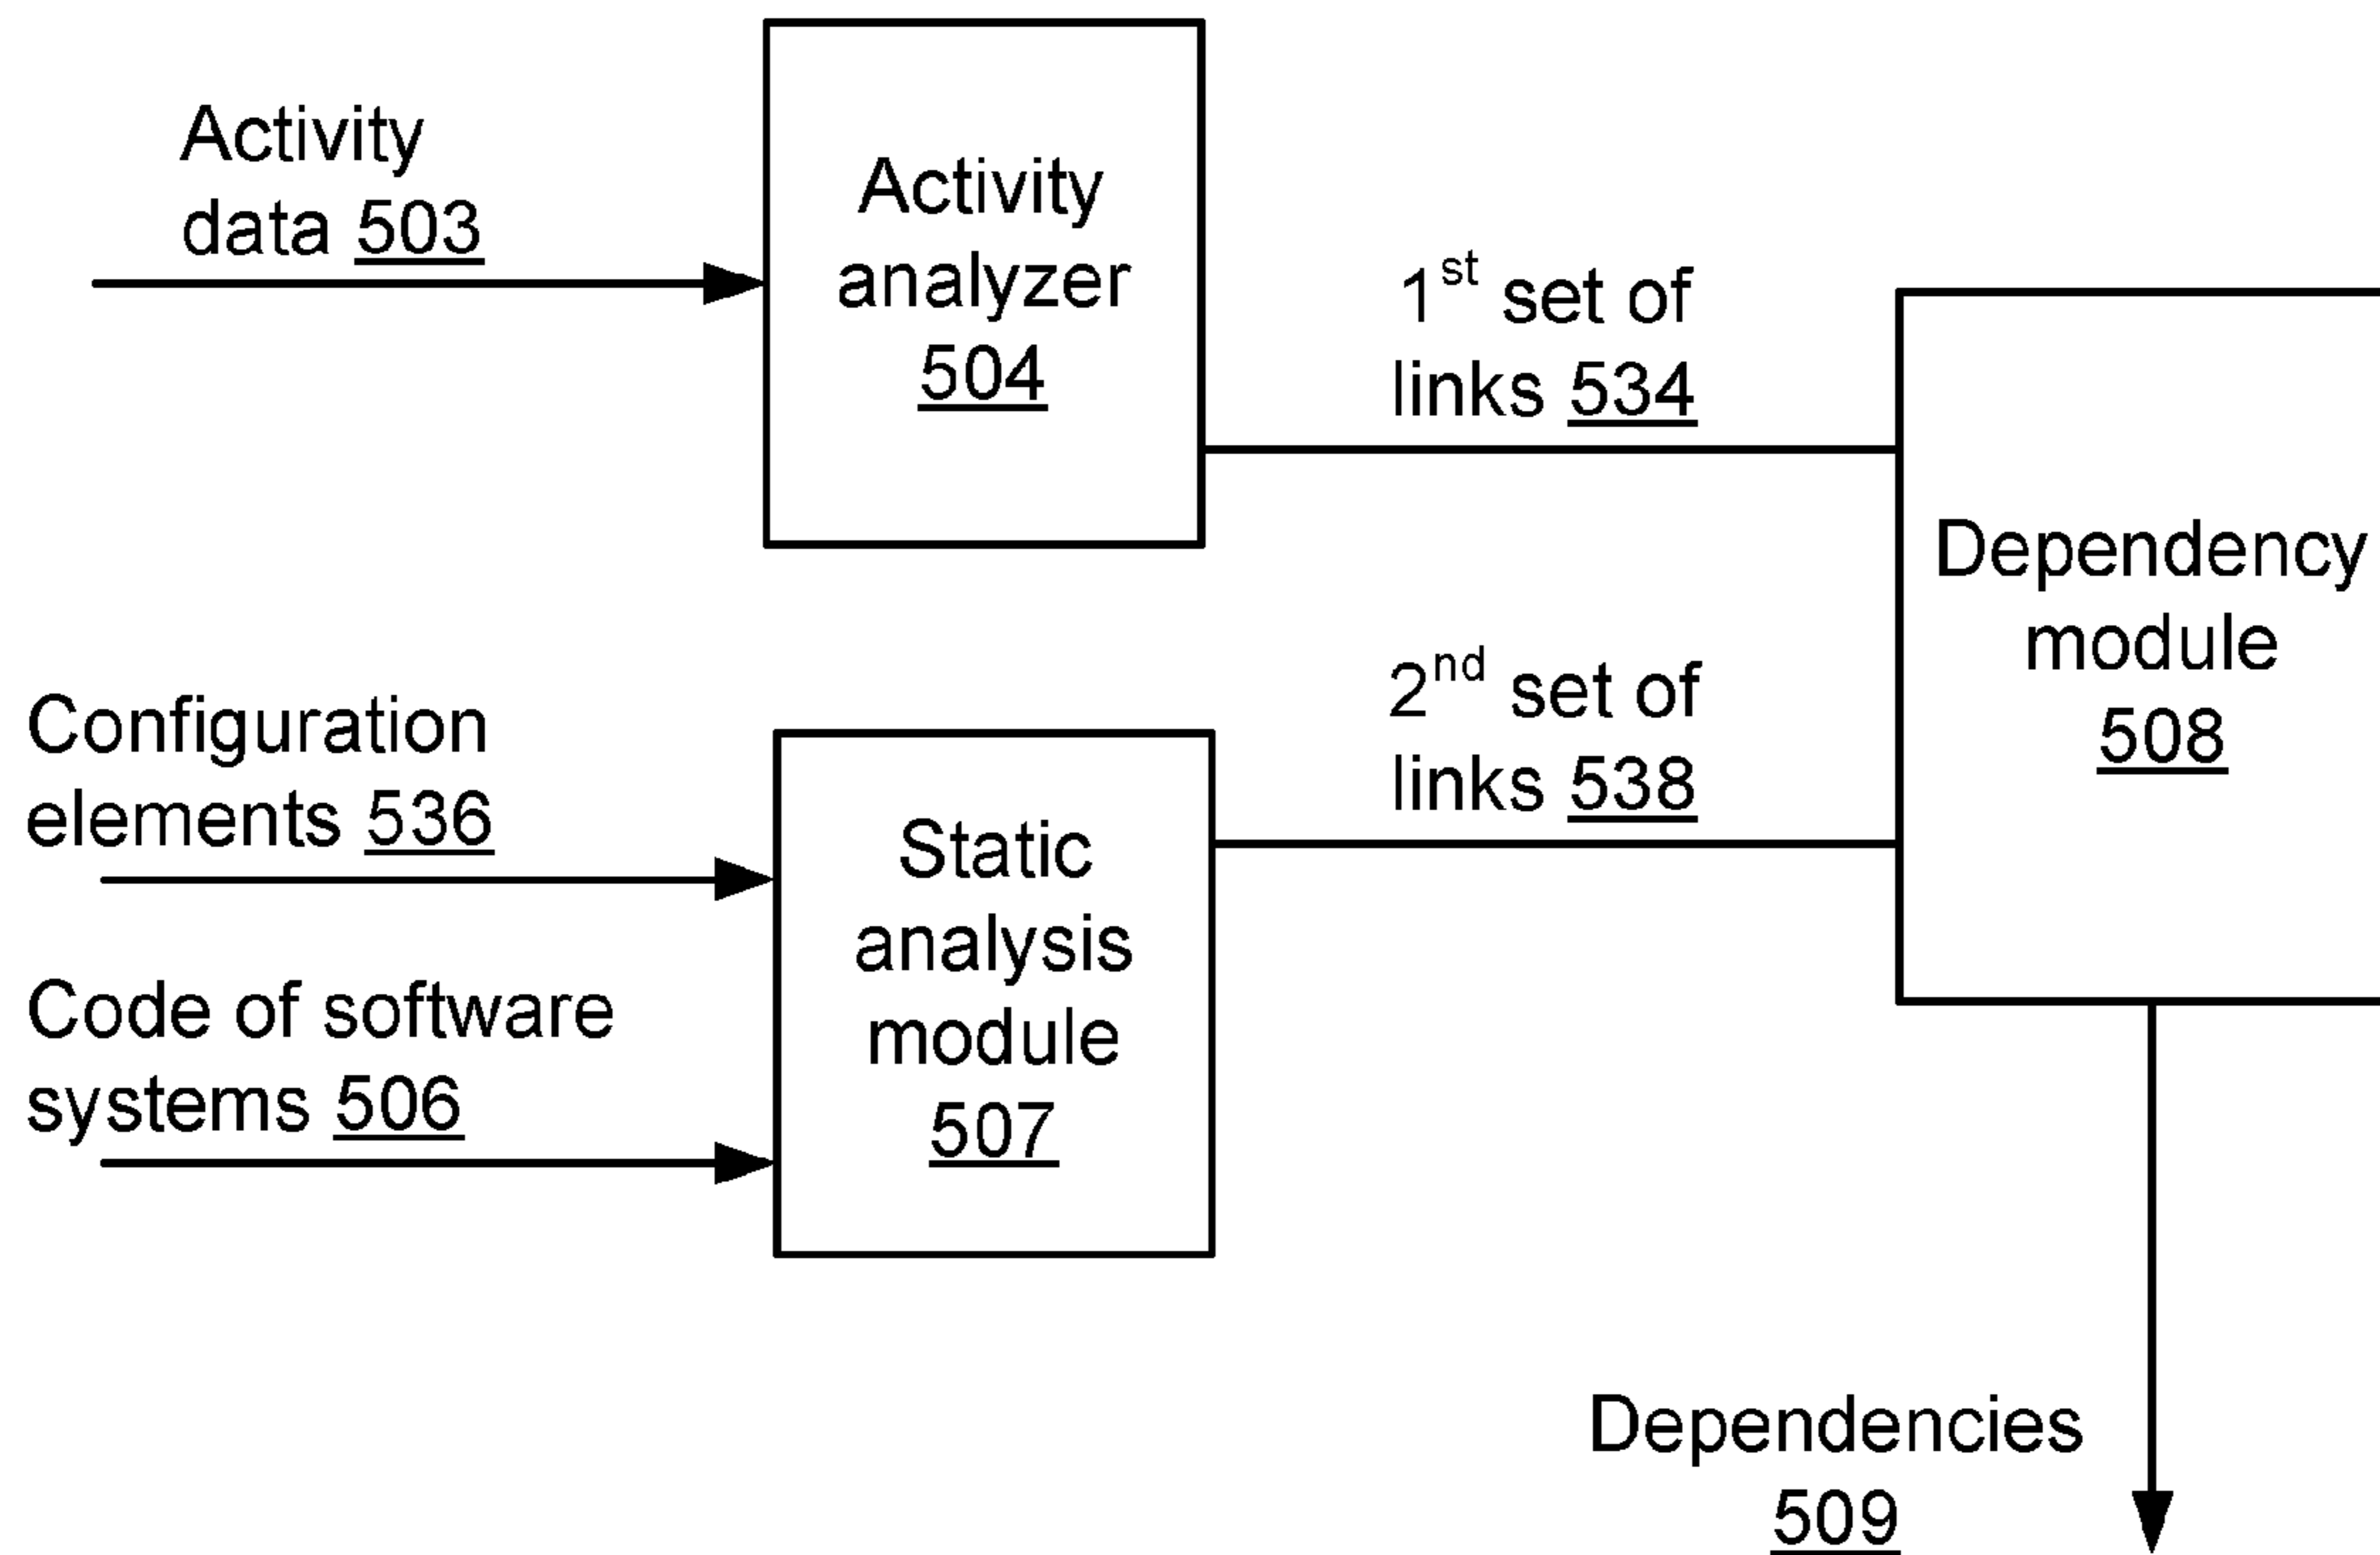 Activity
data 503
Activity
analyzer
504
1st set of
links 534
Dependency
module
508
Configuration
elements 536
Code of software
systems 506
Static
analysis
module
507
2nd set of
links 538
Dependencies
509